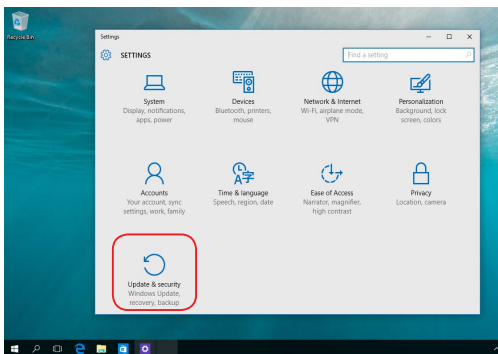 Recycle Bin
Settings
SETTINGS
Find a setting
System
Display, notifications,
apps, power
Devices
Bluetooth, printers,
mouse
Network & Internet
Wi-Fi, airplane mode,
VPN
Personalization
Background, lock
screen, colors
Accounts
Your account, sync
settings, work, family
Time & language
Speech, region, date
Ease of Access
Narrator, magnifier,
high contrast
Privacy
Location, camera
Update & security
Windows Update,
recovery, backup